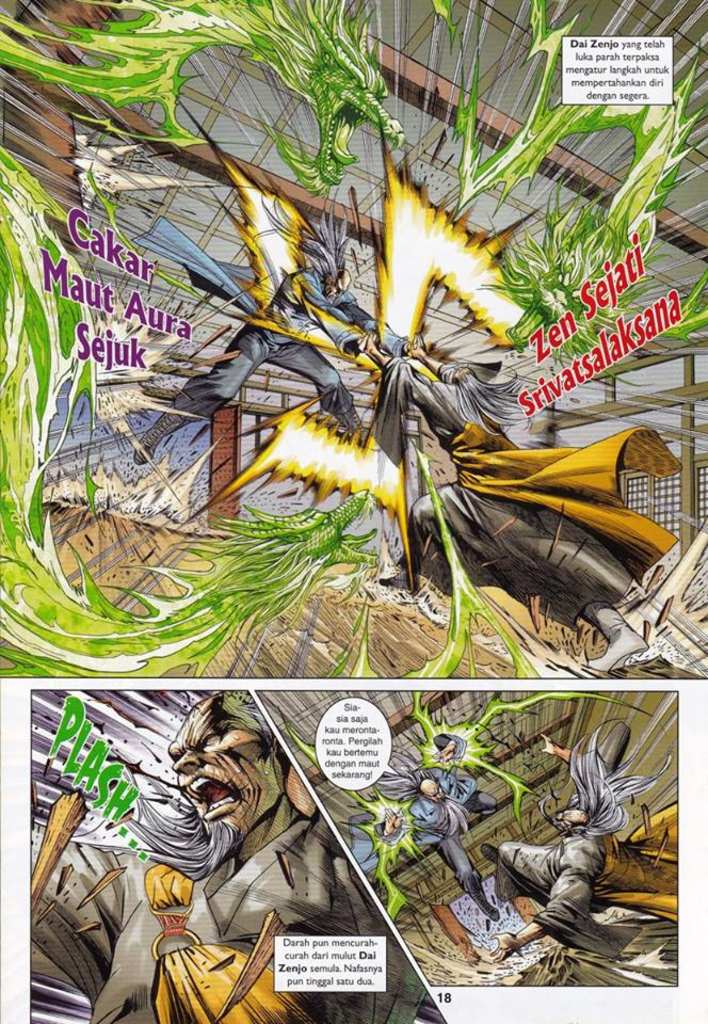 Dai Zenjo yang telah
luka parah terpaksa
mengatur langkah untuk
mempertahankan diri
dengan segera.
Cakar
Maut Aura
Sejuk
Zen Sejati
Srivatsalaksana
PLASH...
Darah pun mencurah-
curah dari mulut Dai
Zenjo semula. Nafasnya
pun tinggal satu dua.
Sia-
sia saja
kau meronta-
ronta. Pergilah
kau bertemu
dengan maut
sekarang!
18